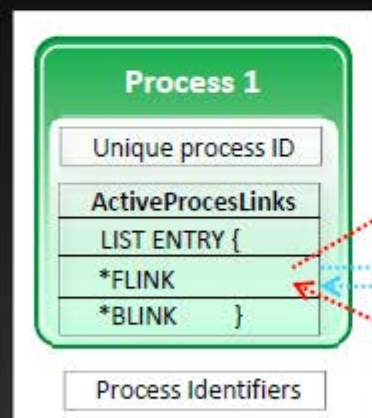 Process 1
Unique process ID
ActiveProcesLinks
LIST ENTRY {
*FLINK
*BLINK }
Process Identifiers